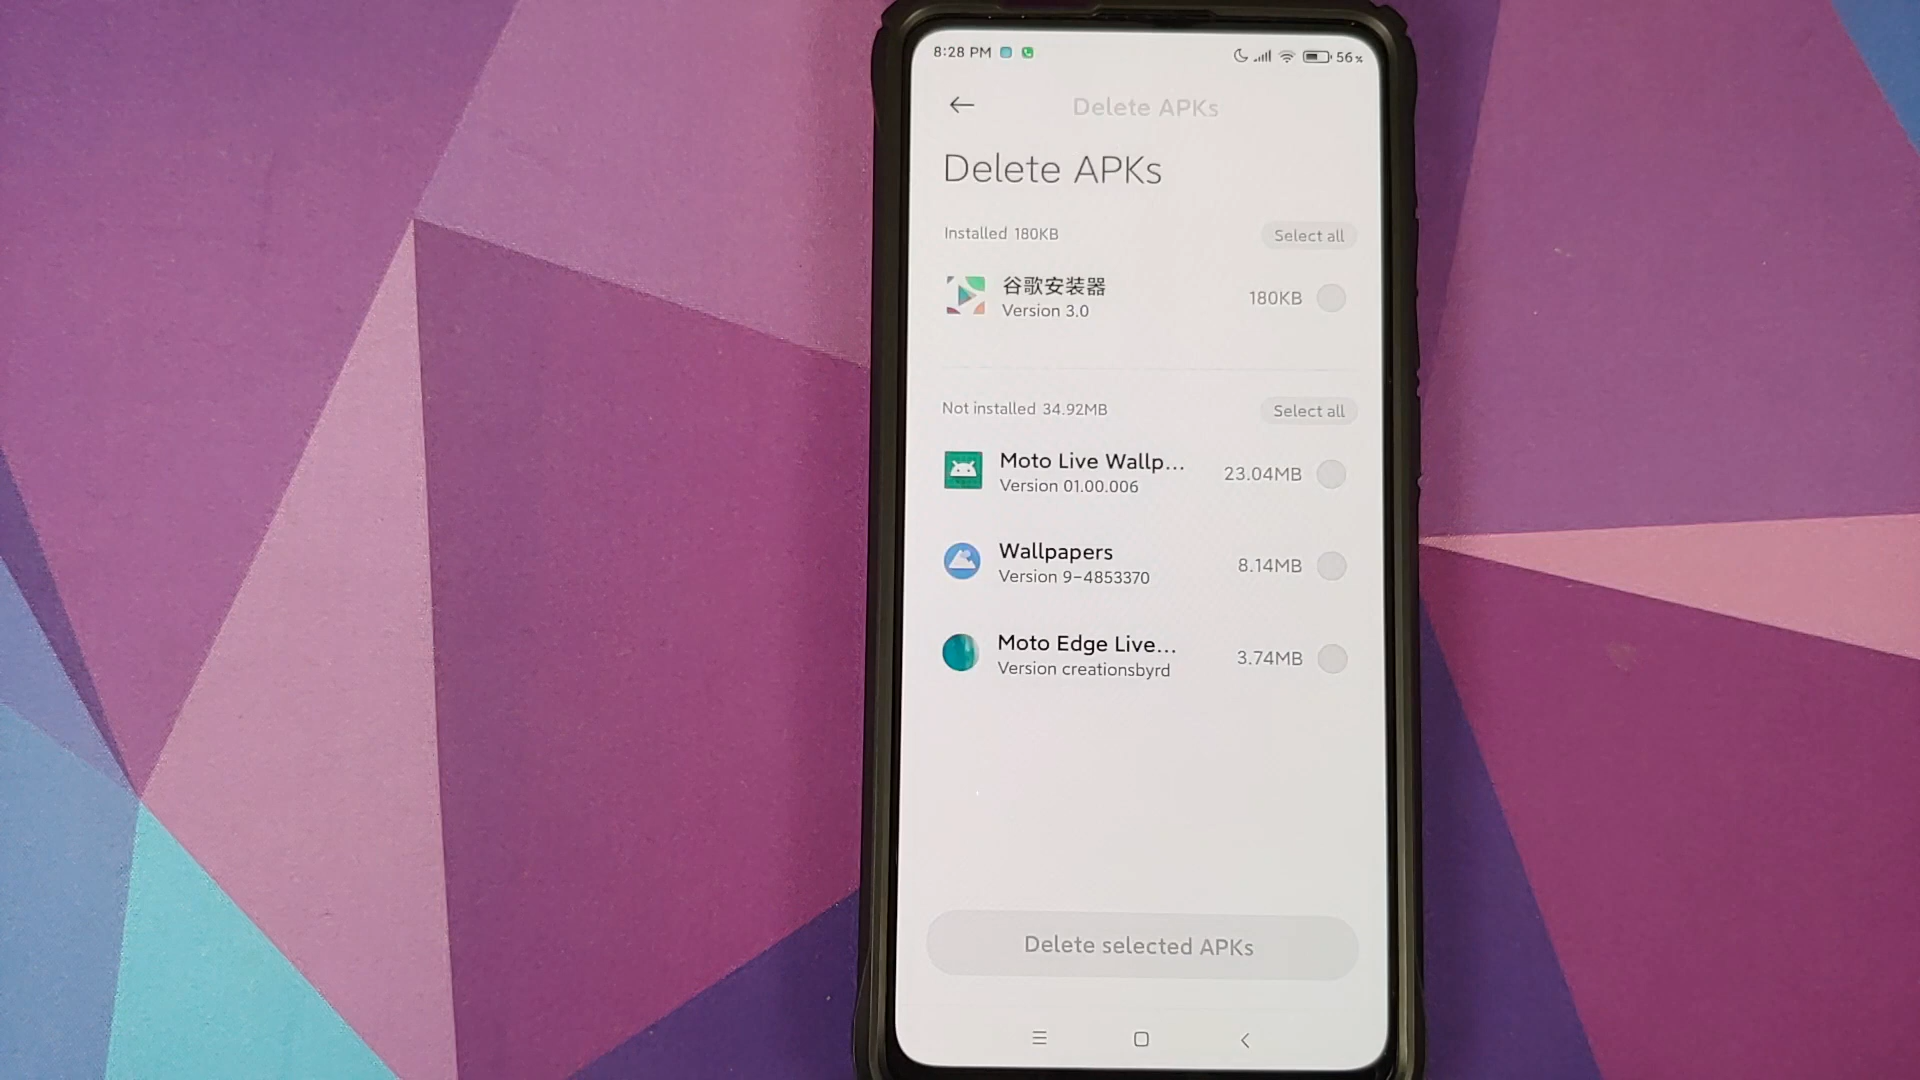 8:28 PM
56%
Delete APKs
Delete APKs
Installed 180KB
Select all
谷歌安装器
Version 3.0
180KB
Not installed 34.92MB
Select all
Moto Live Wallp...
Version 01.00.006
23.04MB
Wallpapers
Version 9-4853370
8.14MB
Moto Edge Live...
Version creationsbyrd
3.74MB
Delete selected APKs